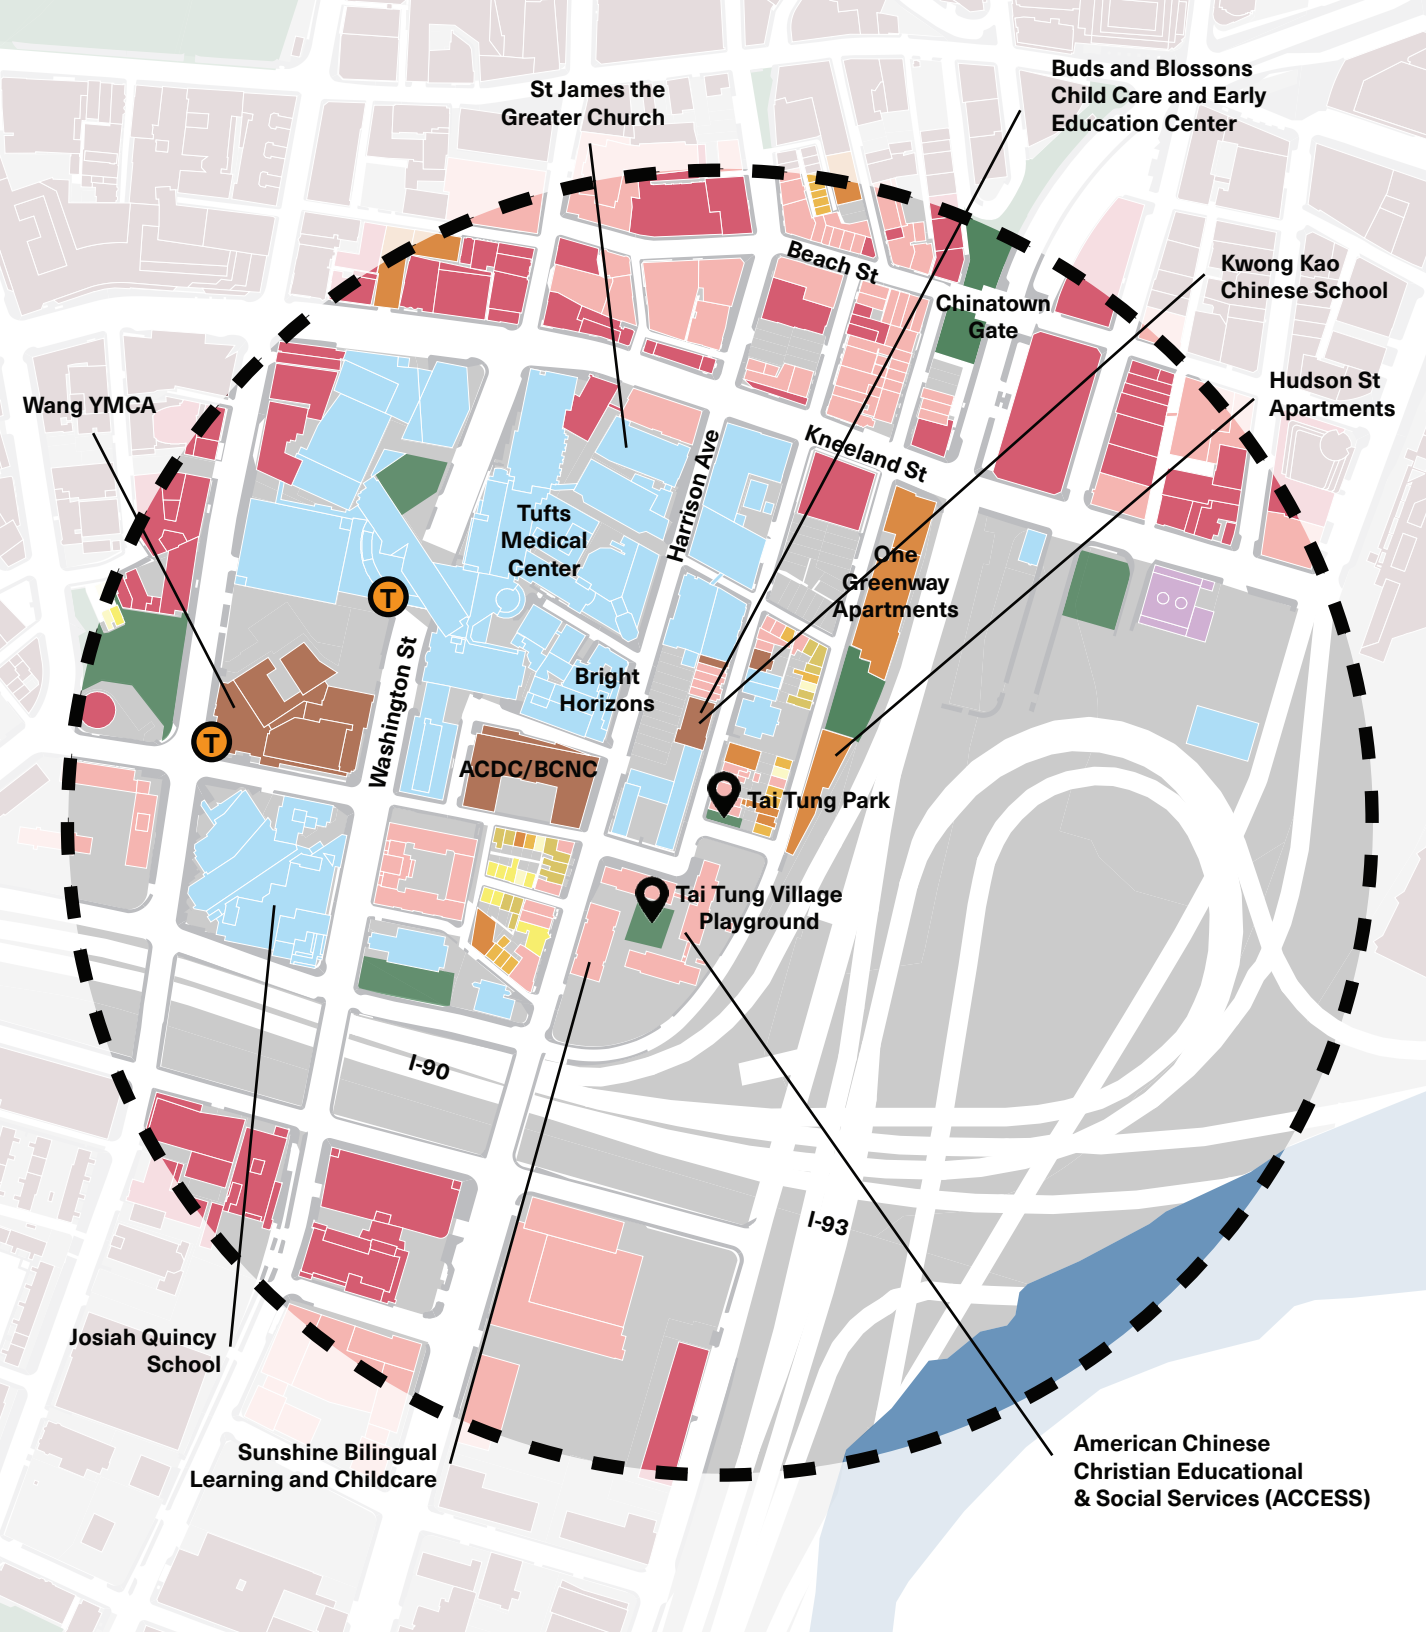 Buds and Blossons
Child Care and Early
Education Center
St James the
Greater Church
Beach St
Kwong Kao
Chinese School
Chinatown
Gate
Hudson St
Apartments
Wang YMCA
Kneeland St
Harrison Ave
Tufts
Medical
Center
One
Greenway
Apartments
T
Washington St
Bright
Horizons
T
ACDC/BCNC
Tai Tung Park
Tai Tung Village
Playground
I-90
I-93
Josiah Quincy
School
Sunshine Bilingual
Learning and Childcare
American Chinese
Christian Educational
& Social Services (ACCESS)